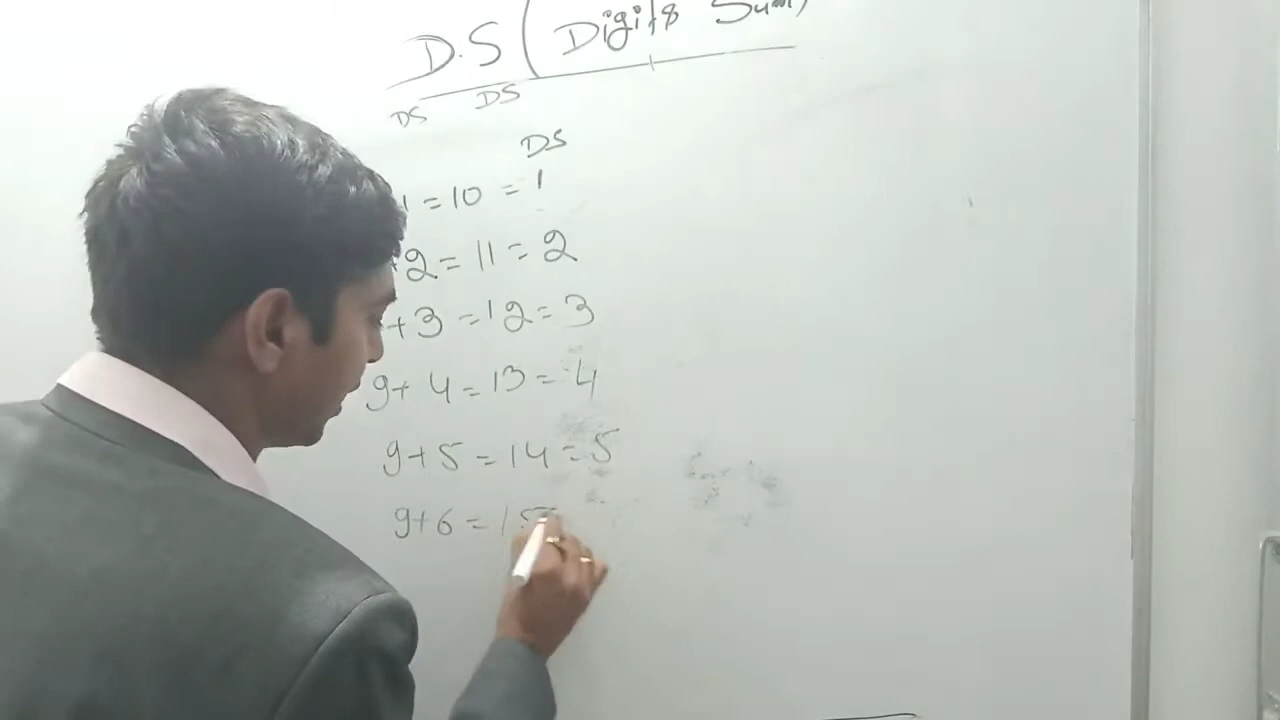 D.S ( Digits Sum)
DS DS
DS
1 = 10 = 1
+2 = 11 = 2
+3 = 12 = 3
9+ 4 = 13 = 4
9+5 = 14 = 5
9+6 = 15